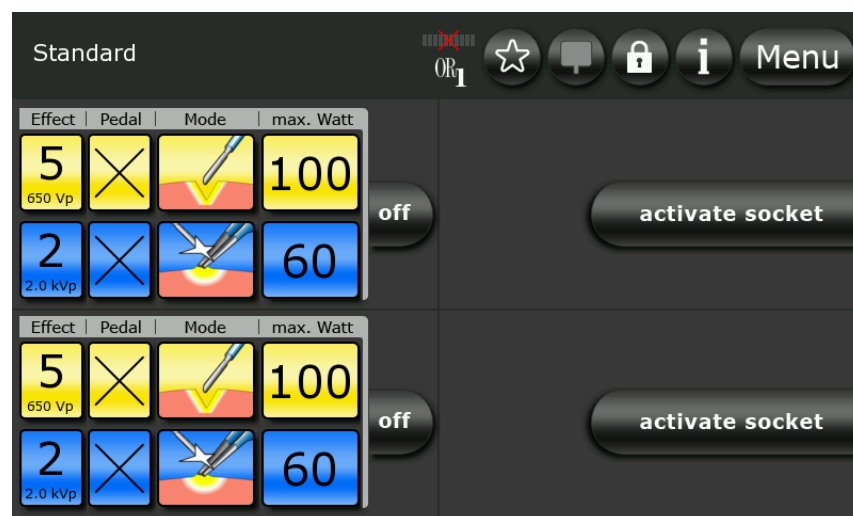 Standard
OR1
i
Menu
Effect | Pedal | Mode | max. Watt
5
650 Vp
100
off
activate socket
2
2.0 kVp
60
Effect | Pedal | Mode | max. Watt
5
650 Vp
100
off
activate socket
2
2.0 kVp
60